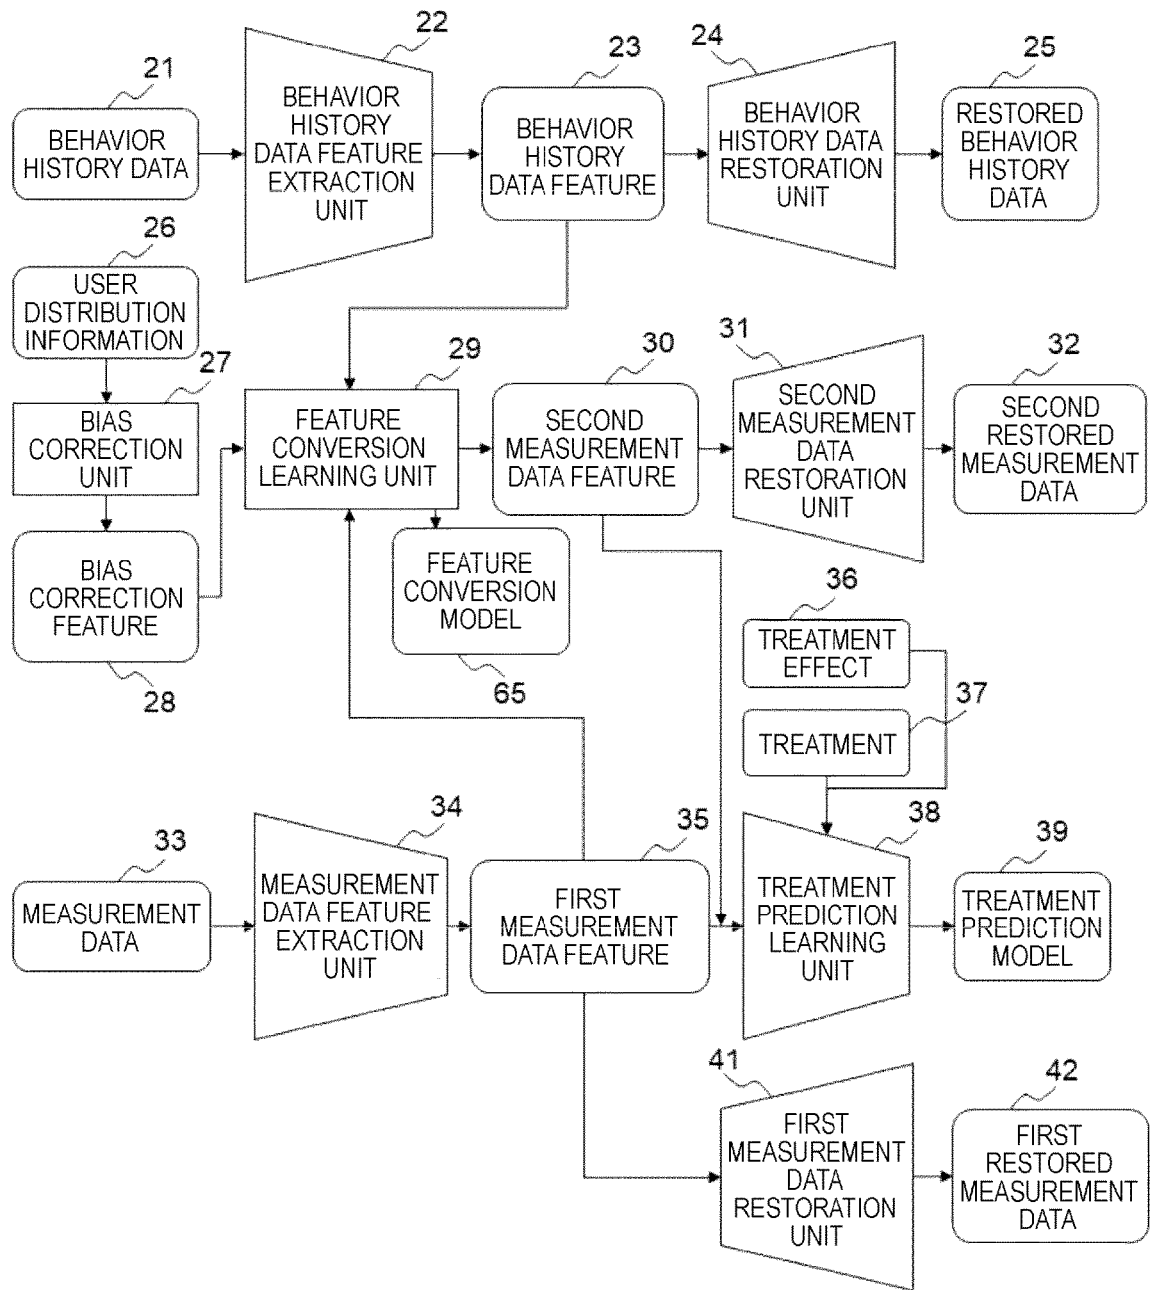 21
BEHAVIOR
HISTORY DATA
22
BEHAVIOR
HISTORY
DATA FEATURE
EXTRACTION
UNIT
23
BEHAVIOR
HISTORY
DATA FEATURE
24
BEHAVIOR
HISTORY DATA
RESTORATION
UNIT
25
RESTORED
BEHAVIOR
HISTORY
DATA
26
USER
DISTRIBUTION
INFORMATION
27
BIAS
CORRECTION
UNIT
BIAS
CORRECTION
FEATURE
28
29
FEATURE
CONVERSION
LEARNING UNIT
FEATURE
CONVERSION
MODEL
65
30
SECOND
MEASUREMENT
DATA FEATURE
31
SECOND
MEASUREMENT
DATA
RESTORATION
UNIT
32
SECOND
RESTORED
MEASUREMENT
DATA
36
TREATMENT
EFFECT
37
TREATMENT
33
MEASUREMENT
DATA
34
MEASUREMENT
DATA FEATURE
EXTRACTION
UNIT
35
FIRST
MEASUREMENT
DATA FEATURE
38
TREATMENT
PREDICTION
LEARNING
UNIT
39
TREATMENT
PREDICTION
MODEL
41
FIRST
MEASUREMENT
DATA
RESTORATION
UNIT
42
FIRST
RESTORED
MEASUREMENT
DATA